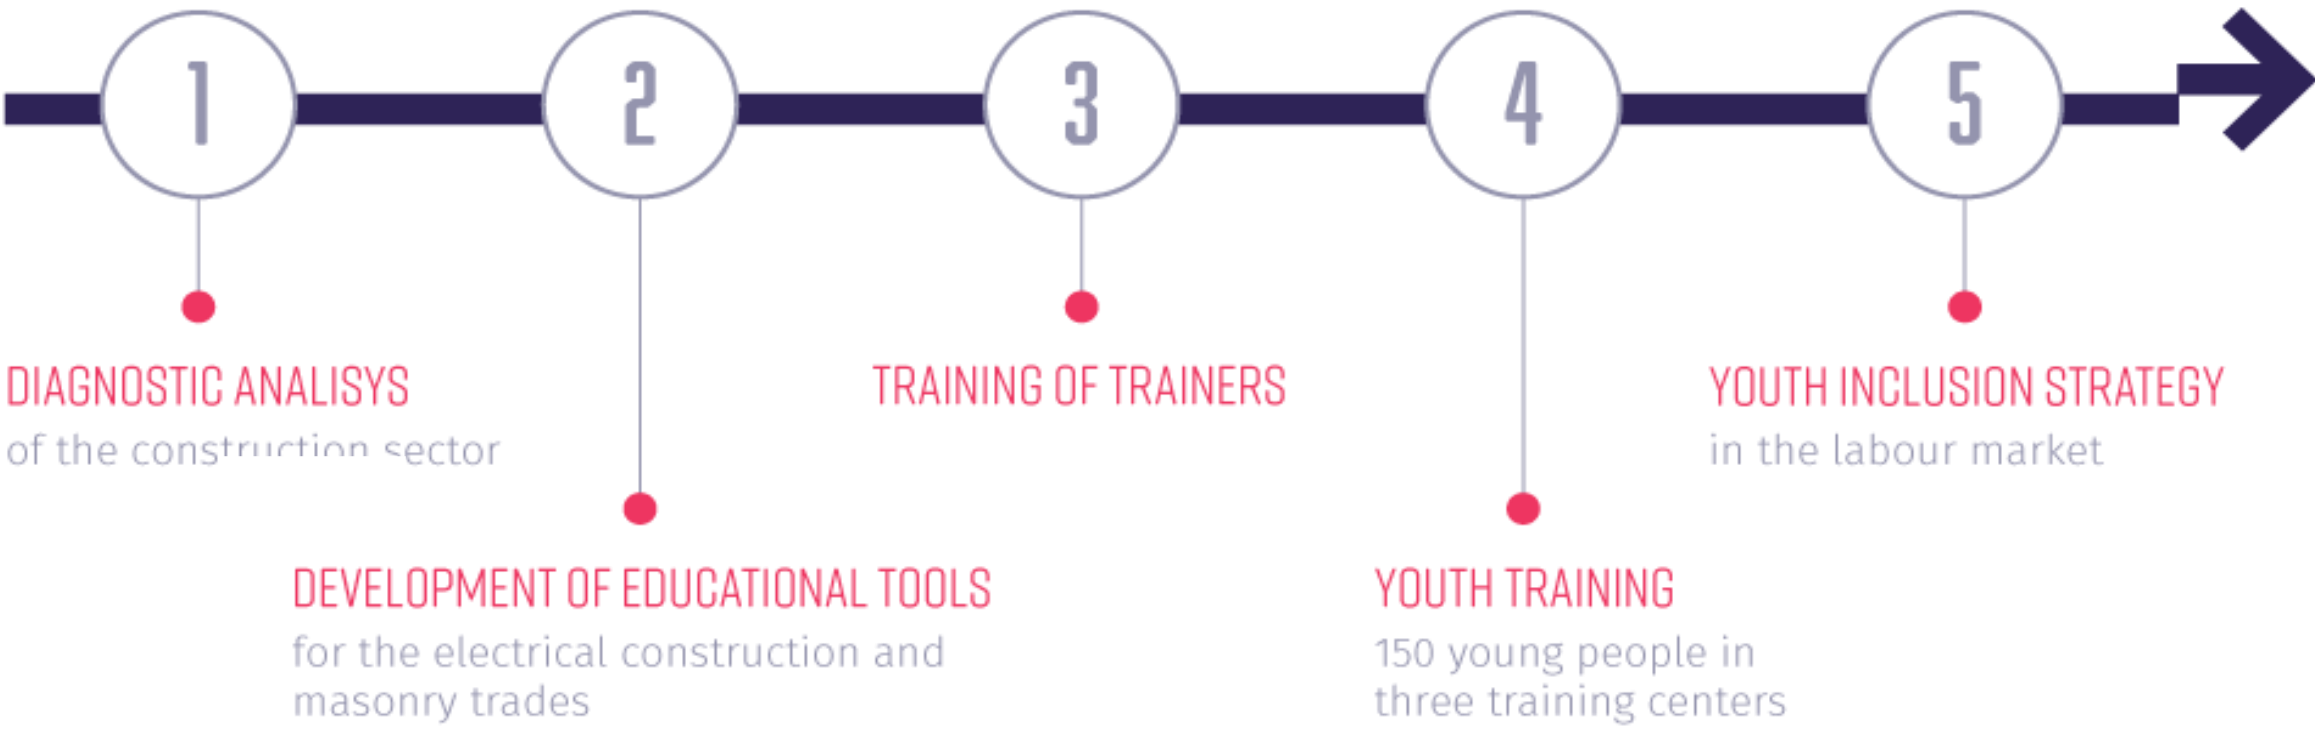 1
2
3
4
5
DIAGNOSTIC ANALISYS
of the construction sector
DEVELOPMENT OF EDUCATIONAL TOOLS
for the electrical construction and
masonry trades
TRAINING OF TRAINERS
YOUTH TRAINING
150 young people in
three training centers
YOUTH INCLUSION STRATEGY
in the labour market